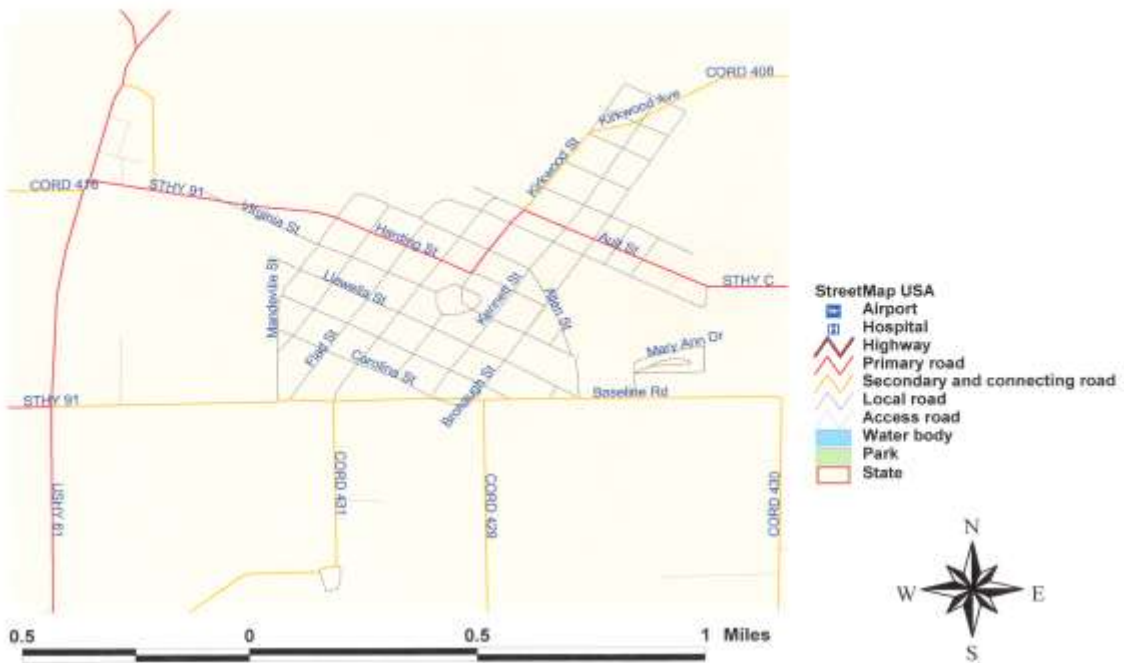 CORD 408
Kirkwood Ave
Kirkwood St
CORD 418
STHY 91
Virginia St
Harding St
Ault St
STHY C
Mandeville St
Llewella St
Kennett St
Allen St
Flad St
Carolina St
Brobaugh St
Mary Ann Dr
Baseline Rd
STHY 91
USHY 61
CORD 431
CORD 429
CORD 430
StreetMap USA
Airport
Hospital
Highway
Primary road
Secondary and connecting road
Local road
Access road
Water body
Park
State
N
W
E
S
0.5
0
0.5
1 Miles